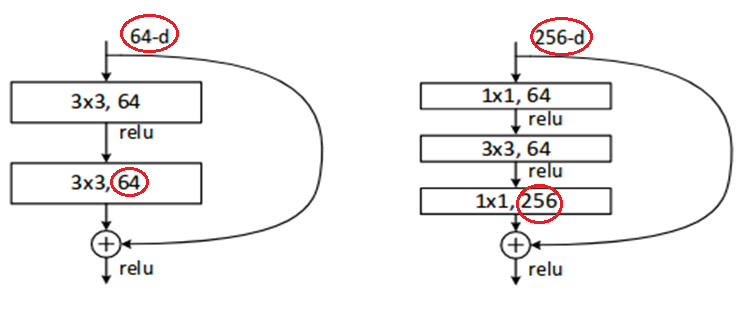 64-d
3x3, 64
relu
3x3, 64
relu
256-d
1x1, 64
relu
3x3, 64
relu
1x1, 256
relu